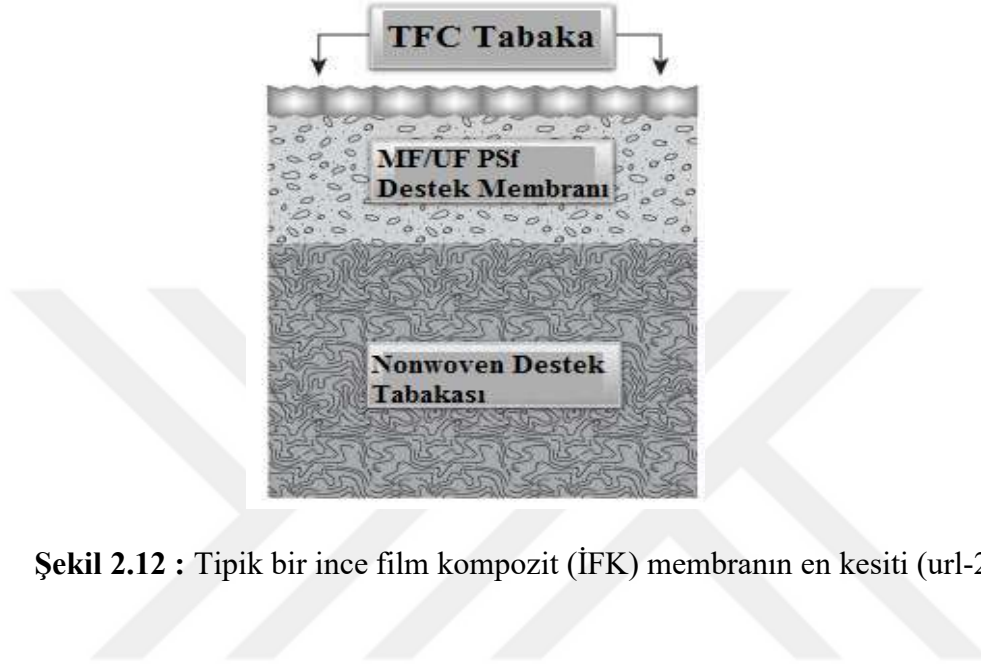 TFC Tabaka
MF/UF PSf
Destek Membranı
Nonwoven Destek
Tabakası
Şekil 2.12 : Tipik bir ince film kompozit (İFK) membranın en kesiti (url-2